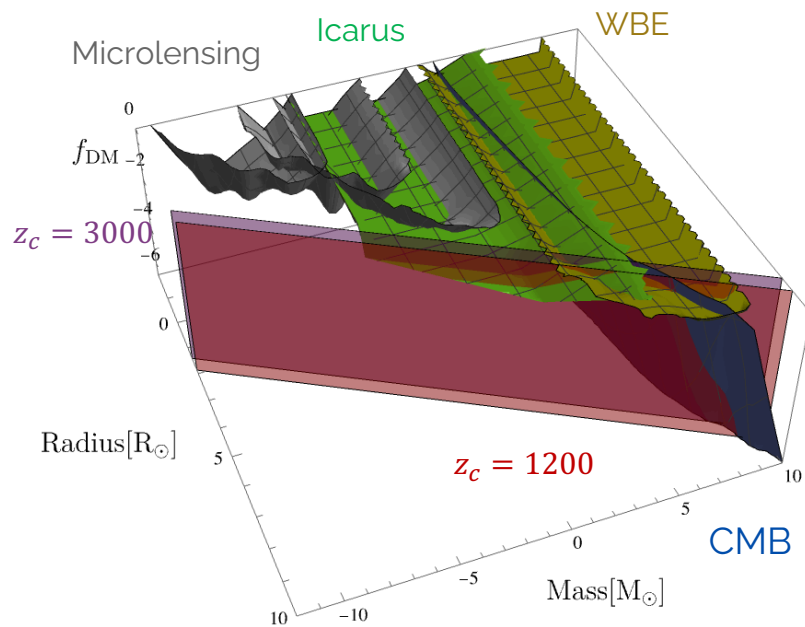 Icarus
WBE
Microlensing
0
f_DM
−2
−4
z_c = 3000
−6
0
Radius[R_⊙]
5
z_c = 1200
10
5
CMB
0
−5
Mass[M_⊙]
−10
10